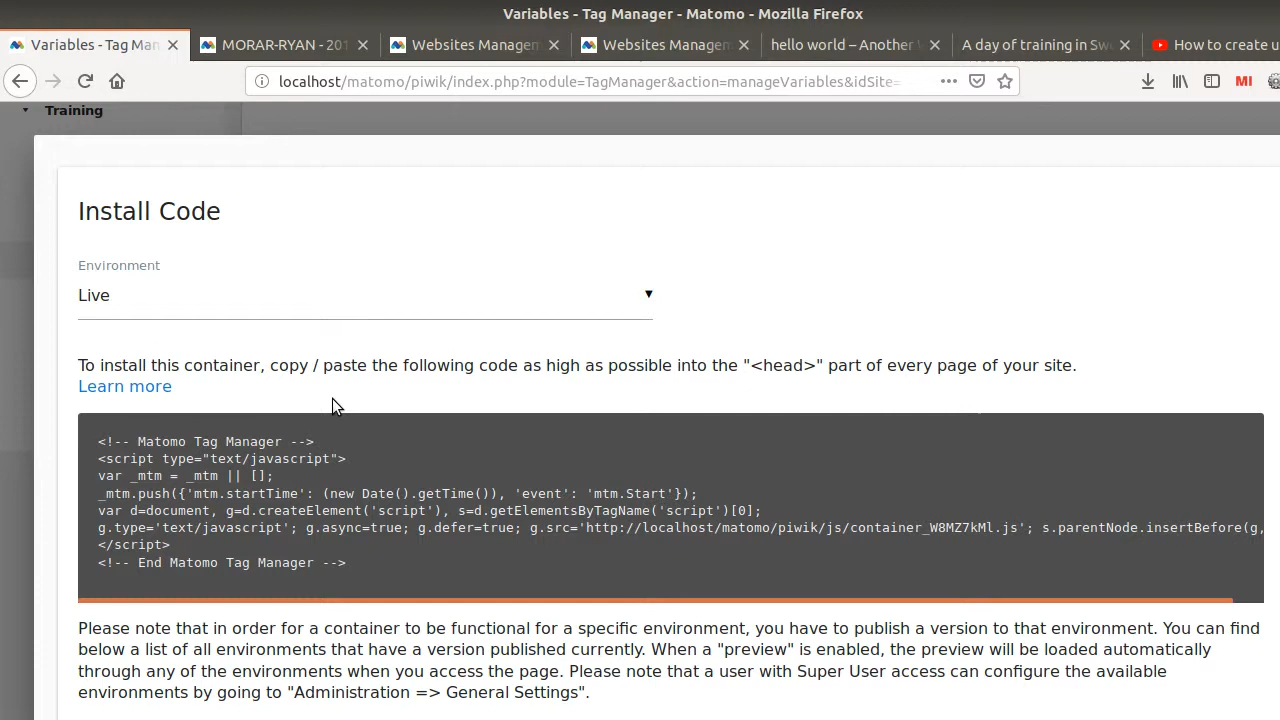 Variables - Tag Manager - Matomo - Mozilla Firefox
Variables - Tag Man
MORAR-RYAN - 201
Websites Managem
Websites Managem
hello world – Another
A day of training in Swe
How to create u
localhost/matomo/piwik/index.php?module=TagManager&action=manageVariables&idSite=
MI
Training
Install Code
Environment
Live
To install this container, copy / paste the following code as high as possible into the "<head>" part of every page of your site.
Learn more
<!-- Matomo Tag Manager -->
<script type="text/javascript">
var _mtm = _mtm || [];
_mtm.push({'mtm.startTime': (new Date().getTime()), 'event': 'mtm.Start'});
var d=document, g=d.createElement('script'), s=d.getElementsByTagName('script')[0];
g.type='text/javascript'; g.async=true; g.defer=true; g.src='http://localhost/matomo/piwik/js/container_W8MZ7kMl.js'; s.parentNode.insertBefore(g,
</script>
<!-- End Matomo Tag Manager -->
Please note that in order for a container to be functional for a specific environment, you have to publish a version to that environment. You can find
below a list of all environments that have a version published currently. When a "preview" is enabled, the preview will be loaded automatically
through any of the environments when you access the page. Please note that a user with Super User access can configure the available
environments by going to "Administration => General Settings".